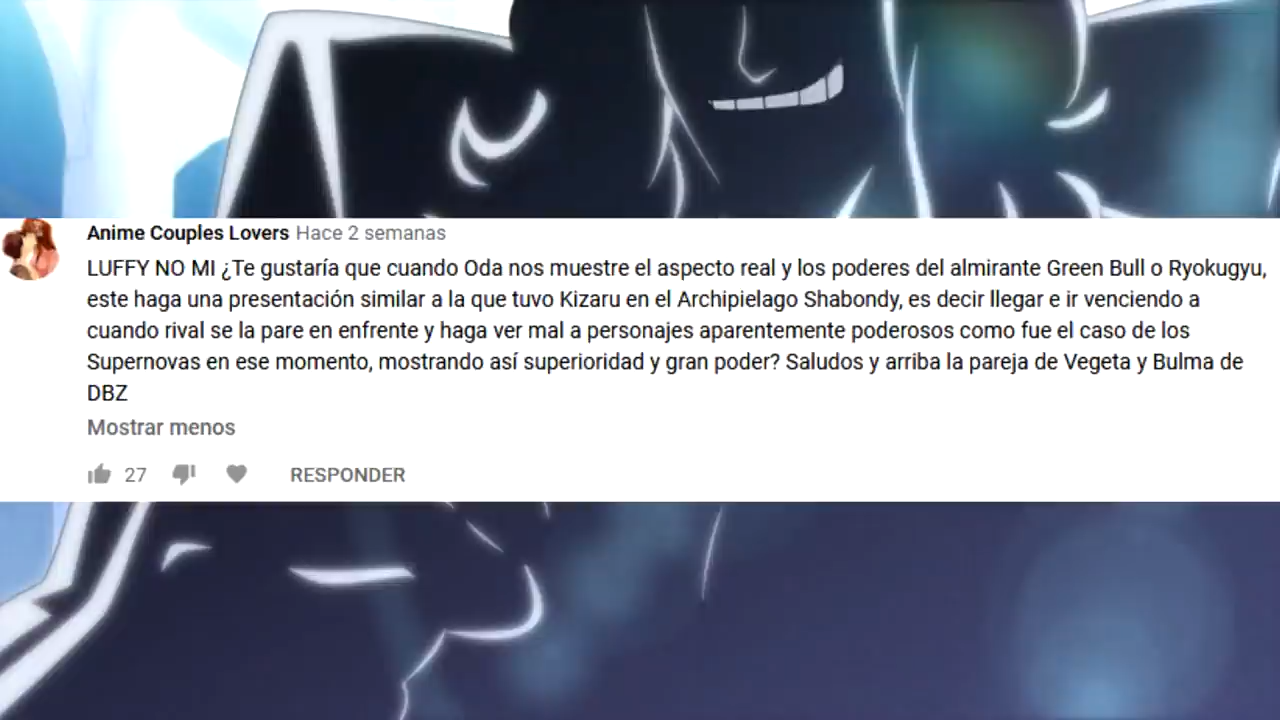 Anime Couples Lovers Hace 2 semanas
LUFFY NO MI ¿Te gustaría que cuando Oda nos muestre el aspecto real y los poderes del almirante Green Bull o Ryokugyu,
este haga una presentación similar a la que tuvo Kizaru en el Archipielago Shabondy, es decir llegar e ir venciendo a
cuando rival se la pare en enfrente y haga ver mal a personajes aparentemente poderosos como fue el caso de los
Supernovas en ese momento, mostrando así superioridad y gran poder? Saludos y arriba la pareja de Vegeta y Bulma de
DBZ
Mostrar menos
27 RESPONDER